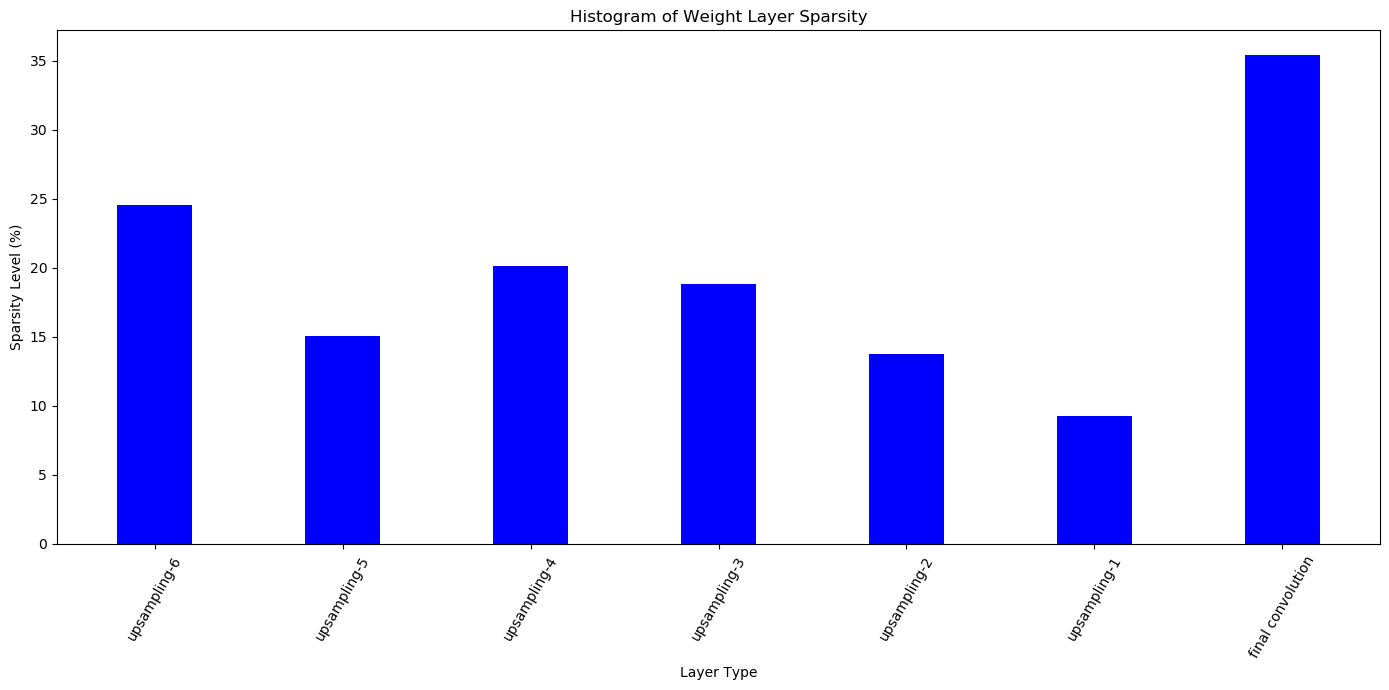 Histogram of Weight Layer Sparsity
Sparsity Level (%)
35
30
25
20
15
10
5
0
upsampling-6
upsampling-5
upsampling-4
upsampling-3
upsampling-2
upsampling-1
final convolution
Layer Type